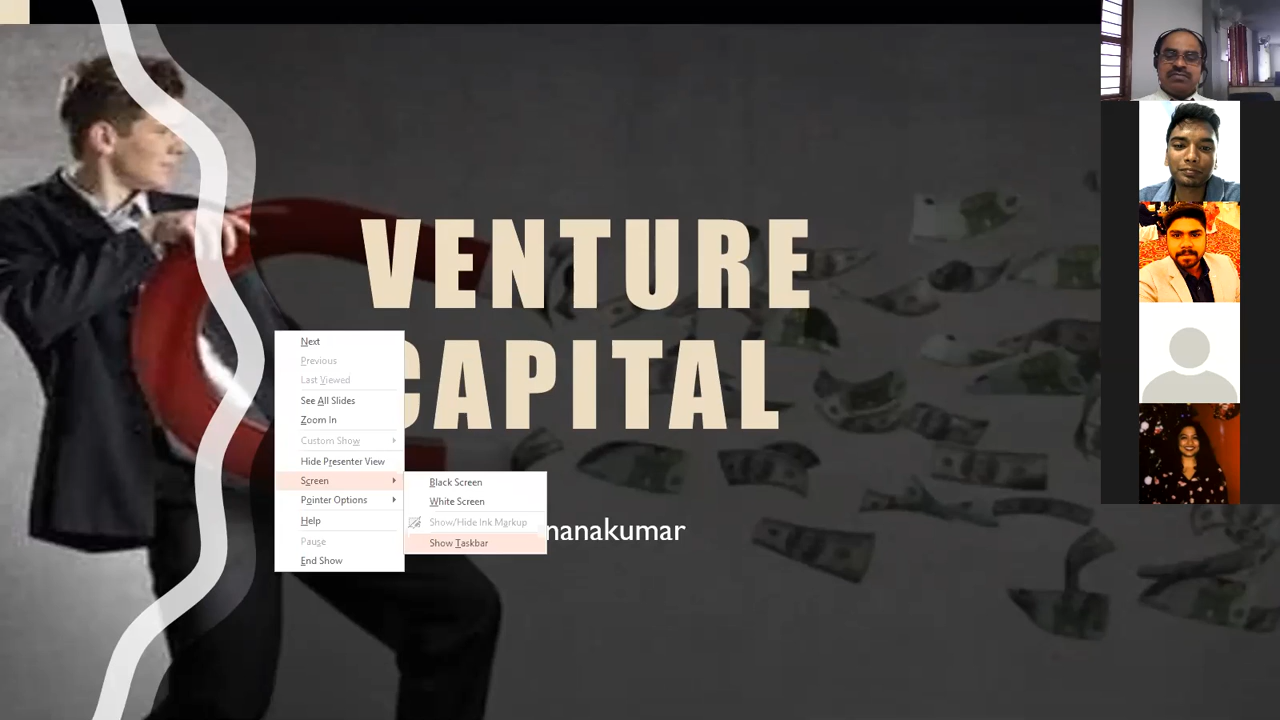 VENTURE
CAPITAL
Next
Previous
Last Viewed
See All Slides
Zoom In
Custom Show
Hide Presenter View
Screen
Pointer Options
Help
Pause
End Show
Black Screen
White Screen
Show/Hide Ink Markup
Show Taskbar
nanakumar